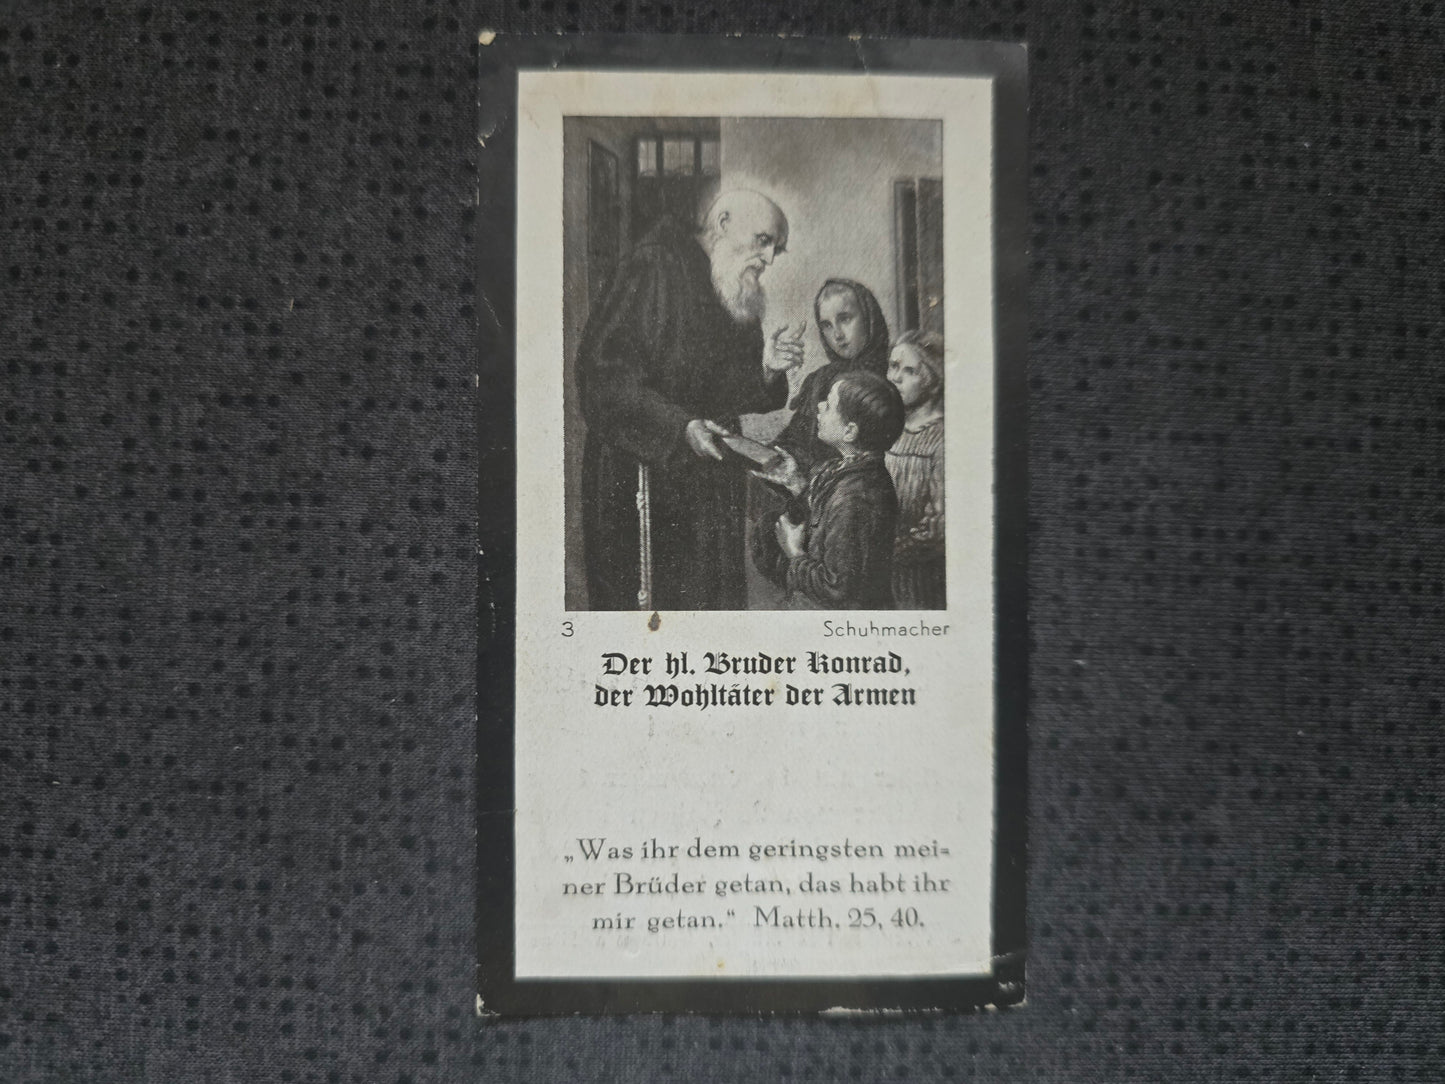 3 Schuhmacher
Der hl. Bruder Konrad,
der Wohltäter der Armen
„Was ihr dem geringsten mei=
ner Brüder getan, das habt ihr
mir getan.“ Matth. 25, 40.